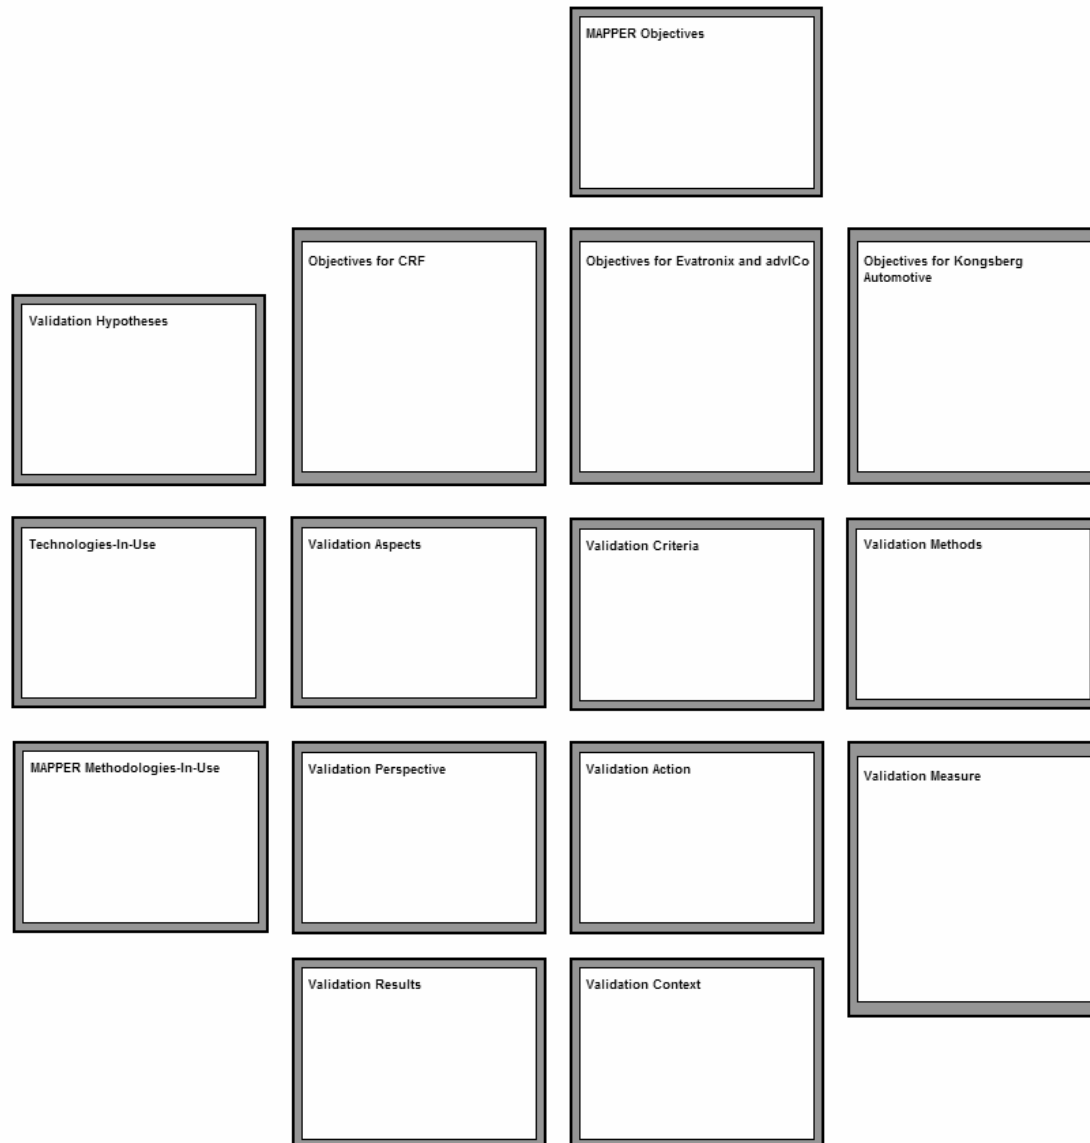 MAPPER Objectives
Objectives for CRF
Objectives for Evatronix and advICo
Objectives for Kongsberg
Automotive
Validation Hypotheses
Technologies-In-Use
Validation Aspects
Validation Criteria
Validation Methods
MAPPER Methodologies-In-Use
Validation Perspective
Validation Action
Validation Measure
Validation Results
Validation Context